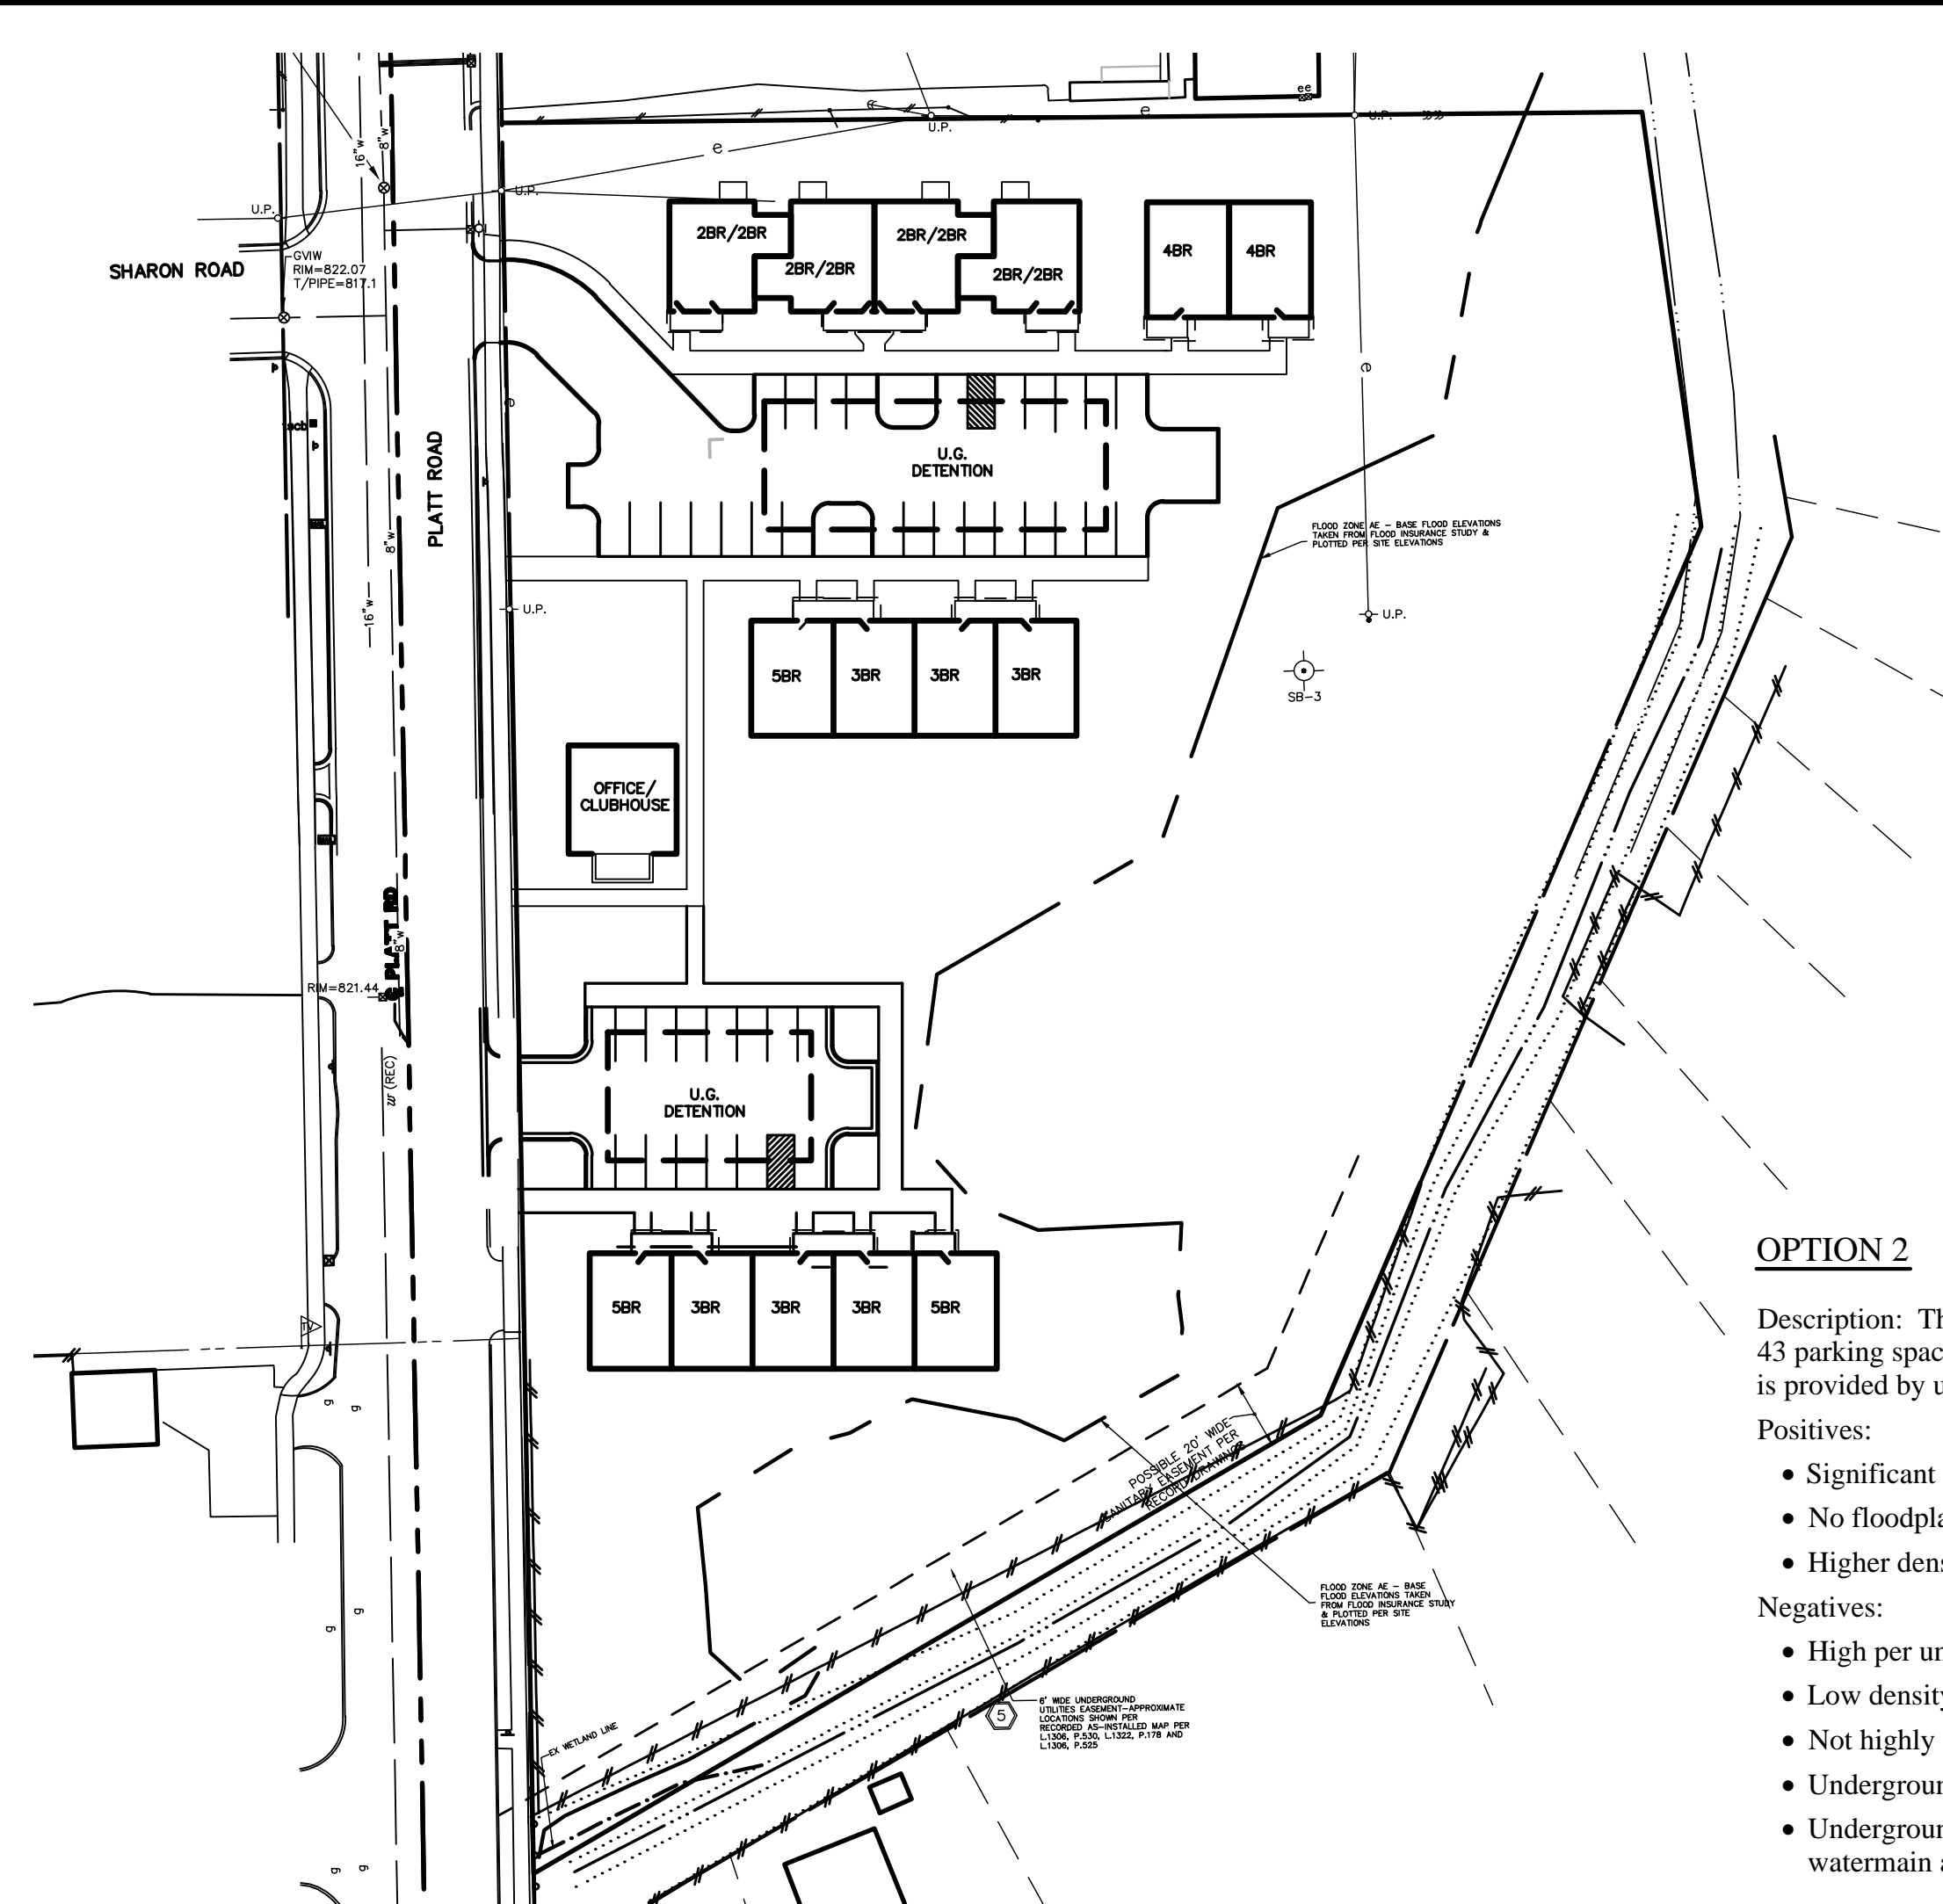 ee
e
e
U.P.
U.P.
16"w
8"w
e
U.P.
U.P.
2BR/2BR
2BR/2BR
2BR/2BR
2BR/2BR
4BR
4BR
SHARON ROAD
GVIW
RIM=822.07
T/PIPE=817.1
e
e
PLATT ROAD
U.G.
DETENTION
FLOOD ZONE AE – BASE FLOOD ELEVATIONS
TAKEN FROM FLOOD INSURANCE STUDY &
PLOTTED PER SITE ELEVATIONS
8"w
16"w
U.P.
U.P.
5BR
3BR
3BR
3BR
SB-3
OFFICE/
CLUBHOUSE
PLATT RD
8"w
RIM=821.44
w (REC)
U.G.
DETENTION
5BR
3BR
3BR
3BR
5BR
TV
g
g
POSSIBLE 20' WIDE
SANITARY EASEMENT PER
RECORD DRAWINGS
FLOOD ZONE AE – BASE
FLOOD ELEVATIONS TAKEN
FROM FLOOD INSURANCE STUDY
& PLOTTED PER SITE
ELEVATIONS
g
g
6' WIDE UNDERGROUND
UTILITIES EASEMENT-APPROXIMATE
LOCATIONS SHOWN PER
RECORDED AS-INSTALLED MAP PER
L.1306, P.530, L.1322, P.178 AND
L.1306, P.525
5
EX WETLAND LINE
g
g
OPTION 2
Description: Th
43 parking spac
is provided by u
Positives:
• Significant
• No floodpla
• Higher dens
Negatives:
• High per un
• Low density
• Not highly
• Undergroun
• Undergroun
watermain a